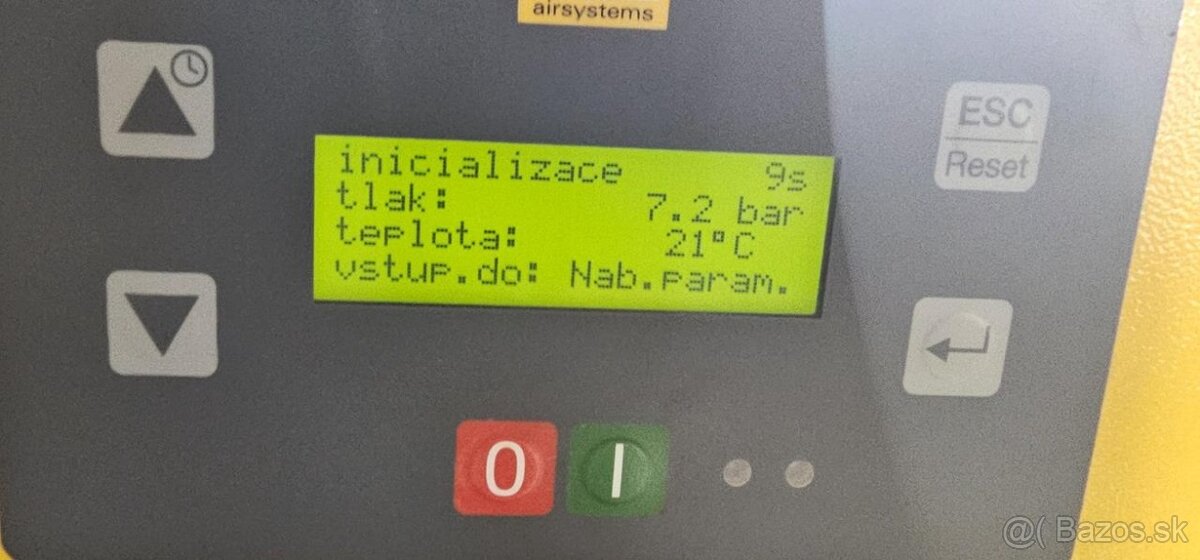 airsystems
ESC
Reset
inicializace 9s
tlak: 7.2 bar
teplota: 21°C
vstup.do: Nab.param.
0 I
@( Bazos.sk